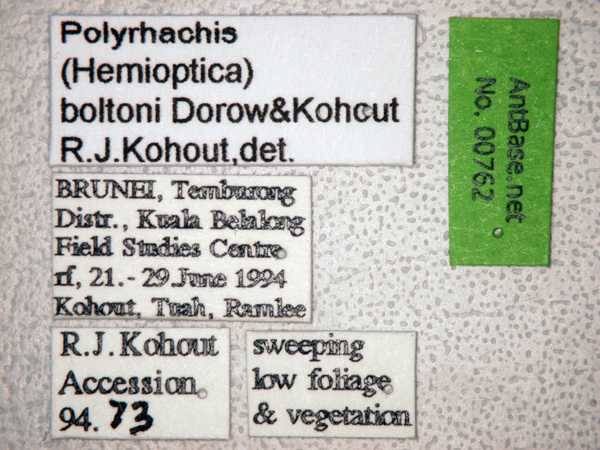 Polyrhachis
(Hemioptica)
boltoni Dorow&Kohout
R.J.Kohout,det.
BRUNEI, Temburong
Distr., Kuala Belalong
Field Studies Centre
rf, 21.-29.June 1994
Kohout, Tuah, Ramlee
R.J.Kohout
Accession
94.73
sweeping
low foliage
& vegetation
AntBase.net
No. 00762